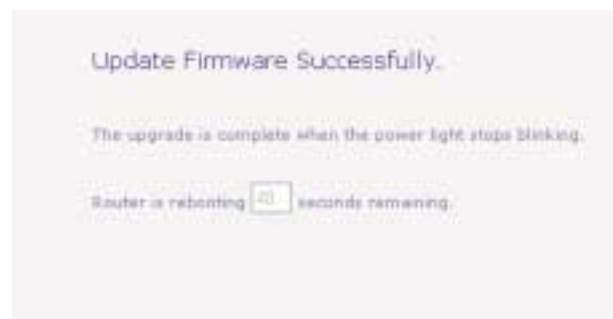 Update Firmware Successfully.
The upgrade is complete when the power light stops blinking.
Router is rebooting seconds remaining.